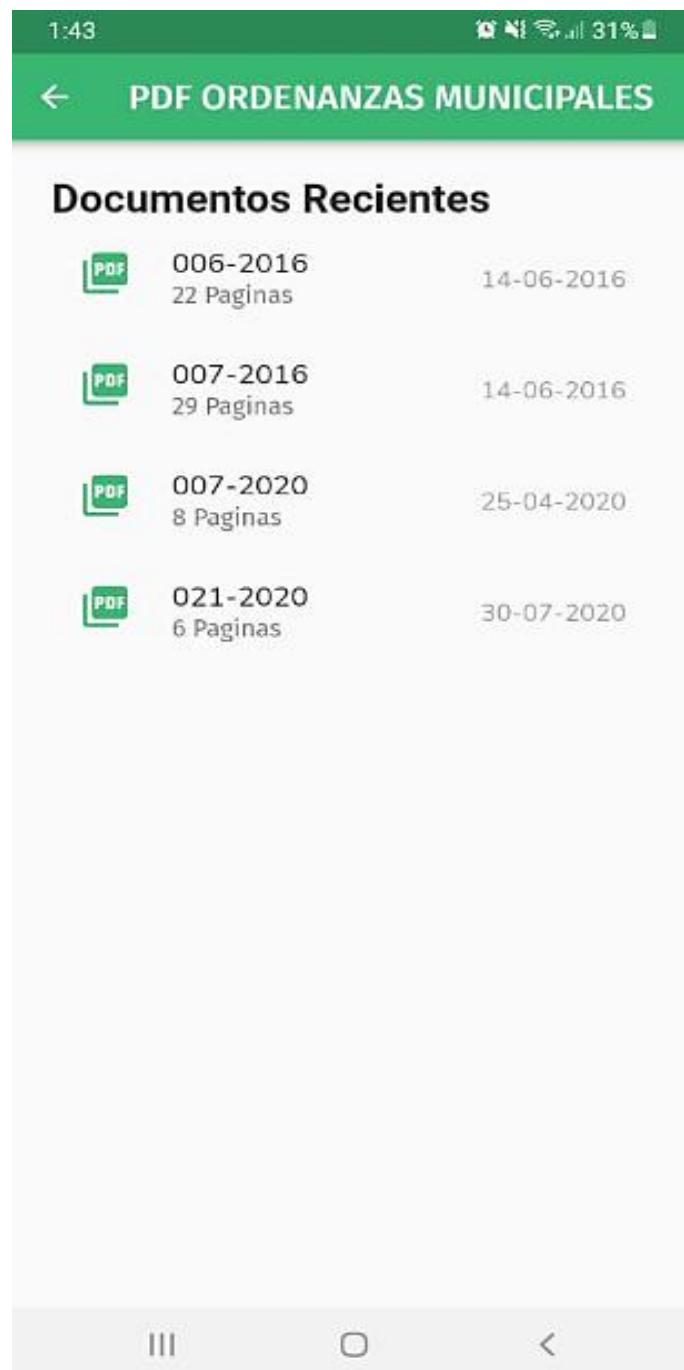 1:43 31%
PDF ORDENANZAS MUNICIPALES
Documentos Recientes
PDF 006-2016 14-06-2016
22 Paginas
PDF 007-2016 14-06-2016
29 Paginas
PDF 007-2020 25-04-2020
8 Paginas
PDF 021-2020 30-07-2020
6 Paginas